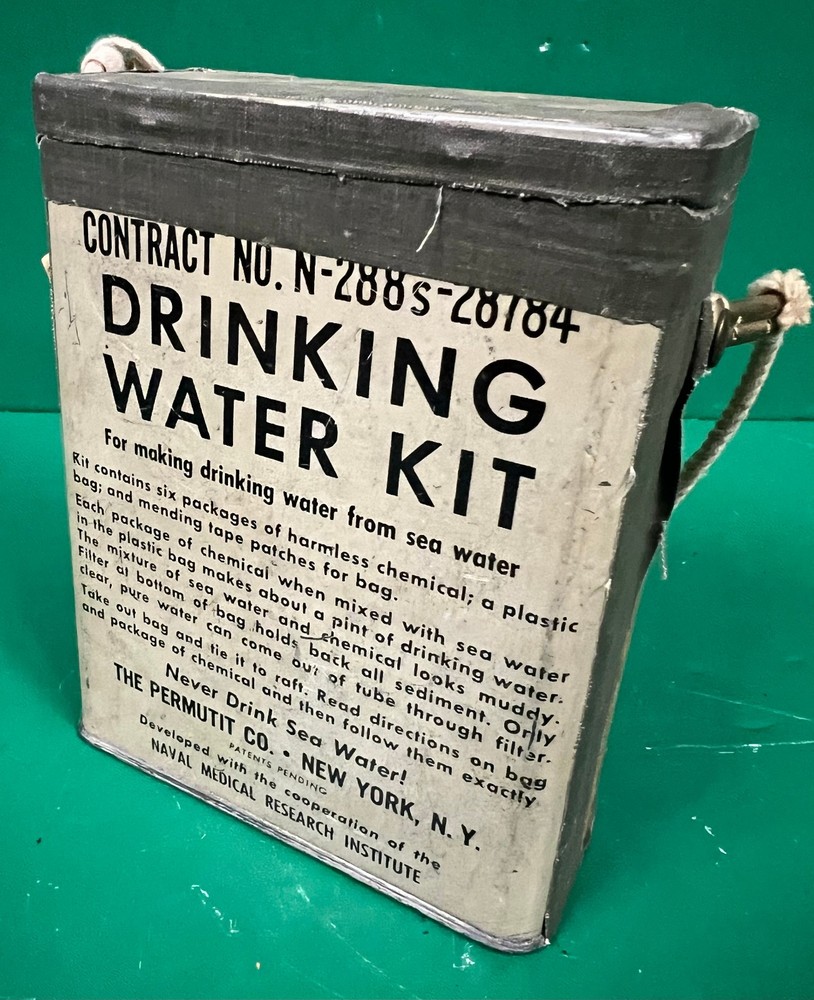 CONTRACT NO. N-288s-28784
DRINKING
WATER KIT
For making drinking water from sea water
Kit contains six packages of harmless chemical; a plastic
bag; and mending tape patches for bag.
Each package of chemical when mixed with sea water
in the plastic bag makes about a pint of drinking water.
The mixture of sea water and chemical looks muddy.
Filter at bottom of bag holds back all sediment. Only
clear, pure water can come out of tube through filter.
Take out bag and tie it to raft. Read directions on bag
and package of chemical and then follow them exactly
Never Drink Sea Water!
THE PERMUTIT CO. • NEW YORK, N. Y.
PATENTS PENDING
Developed with the cooperation of the
NAVAL MEDICAL RESEARCH INSTITUTE